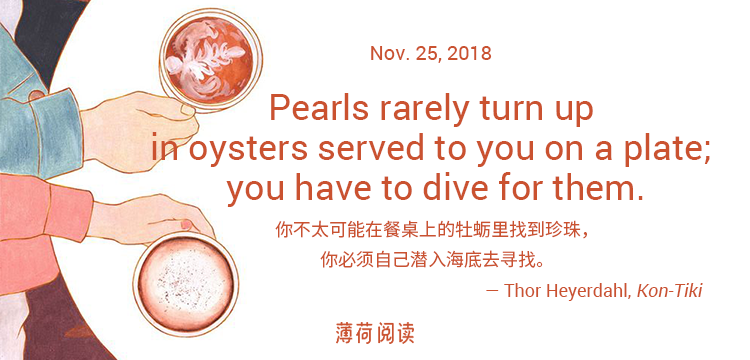 Nov. 25, 2018
Pearls rarely turn up
in oysters served to you on a plate;
you have to dive for them.
你不太可能在餐桌上的牡蛎里找到珍珠，
你必须自己潜入海底去寻找。
— Thor Heyerdahl, Kon-Tiki
薄荷阅读